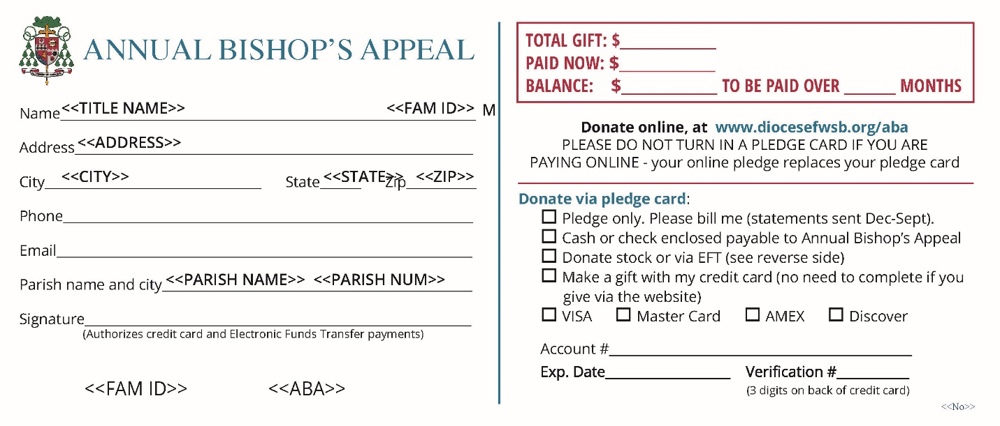 ANNUAL BISHOP'S APPEAL
Name <<TITLE NAME>> <<FAM ID>> M
Address <<ADDRESS>>
City <<CITY>> State <<STATE>> Zip <<ZIP>>
Phone
Email
Parish name and city <<PARISH NAME>> <<PARISH NUM>>
Signature
(Authorizes credit card and Electronic Funds Transfer payments)
<<FAM ID>> <<ABA>>
TOTAL GIFT: $
PAID NOW: $
BALANCE: $ TO BE PAID OVER MONTHS
Donate online, at www.diocesefwsb.org/aba
PLEASE DO NOT TURN IN A PLEDGE CARD IF YOU ARE
PAYING ONLINE - your online pledge replaces your pledge card
Donate via pledge card:
Pledge only. Please bill me (statements sent Dec-Sept).
Cash or check enclosed payable to Annual Bishop's Appeal
Donate stock or via EFT (see reverse side)
Make a gift with my credit card (no need to complete if you
give via the website)
VISA Master Card AMEX Discover
Account #
Exp. Date Verification #
(3 digits on back of credit card)
<<No>>